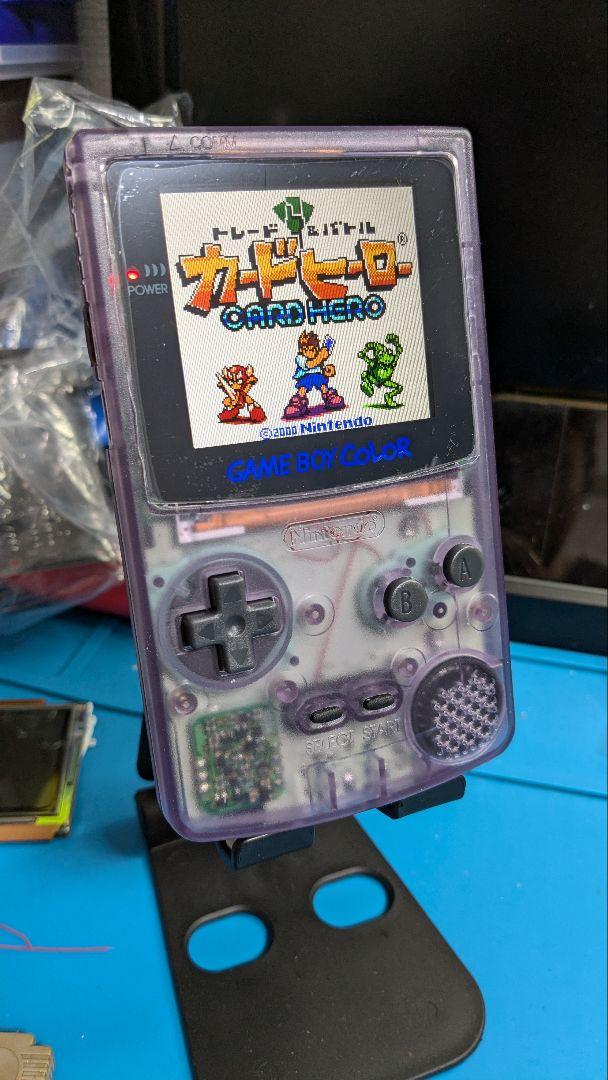 COMM.
POWER
トレード&バトル
カードヒーロー®
CARD HERO
©2000 Nintendo
GAME BOY COLOR
Nintendo
A
B
SELECT START